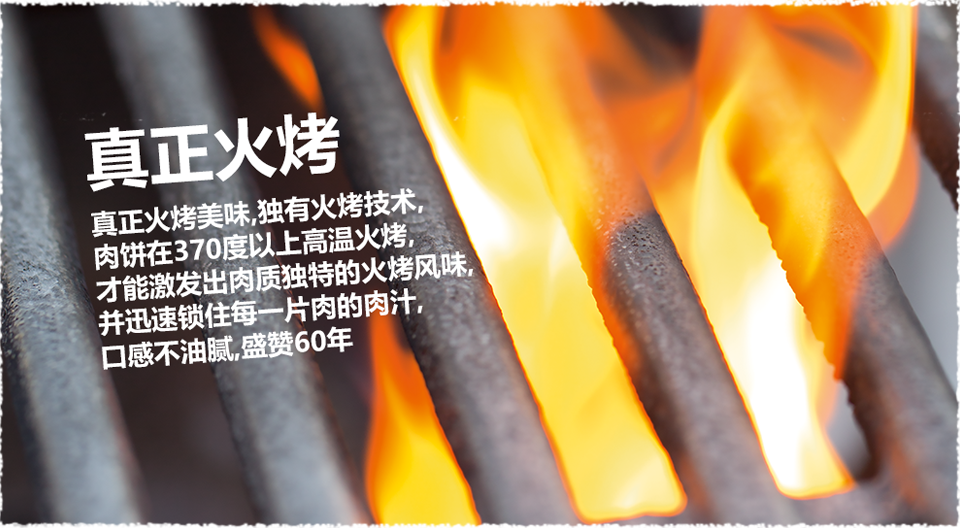 真正火烤
真正火烤美味,独有火烤技术,
肉饼在370度以上高温火烤,
才能激发出肉质独特的火烤风味,
并迅速锁住每一片肉的肉汁,
口感不油腻,盛赞60年